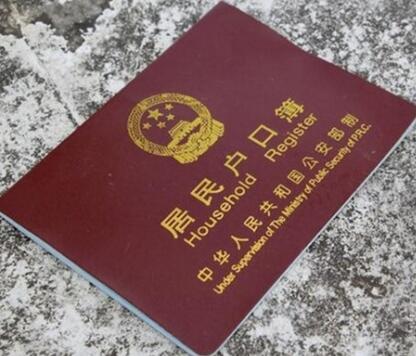 居民户口簿
Household Register
中华人民共和国公安部制
Under Supervision of The Ministry of Public Security of P.R.C.